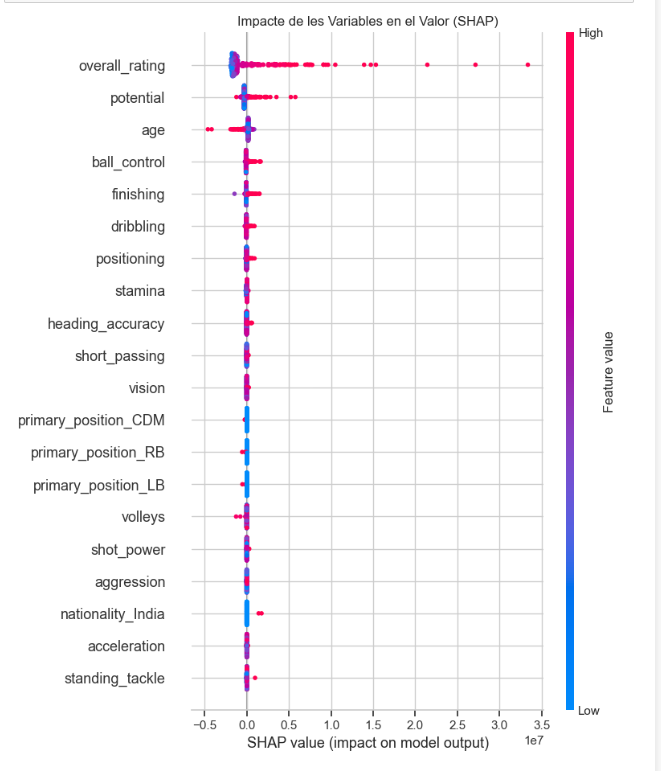 Impacte de les Variables en el Valor (SHAP)
High
overall_rating
potential
age
ball_control
finishing
dribbling
positioning
stamina
heading_accuracy
short_passing
vision
primary_position_CDM
primary_position_RB
primary_position_LB
volleys
shot_power
aggression
nationality_India
acceleration
standing_tackle
Feature value
Low
−0.5 0.0 0.5 1.0 1.5 2.0 2.5 3.0 3.5
1e7
SHAP value (impact on model output)